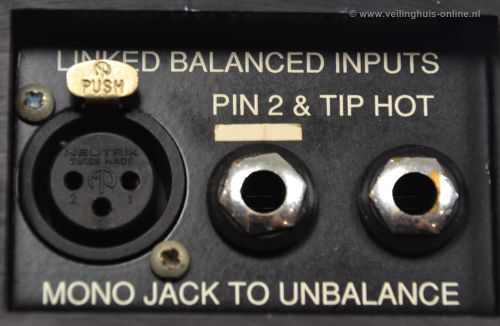 © www.veilinghuis-online.nl
LINKED BALANCED INPUTS
PUSH
PIN 2 & TIP HOT
NEUTRIK
SWISS MADE
2 1
MONO JACK TO UNBALANCE